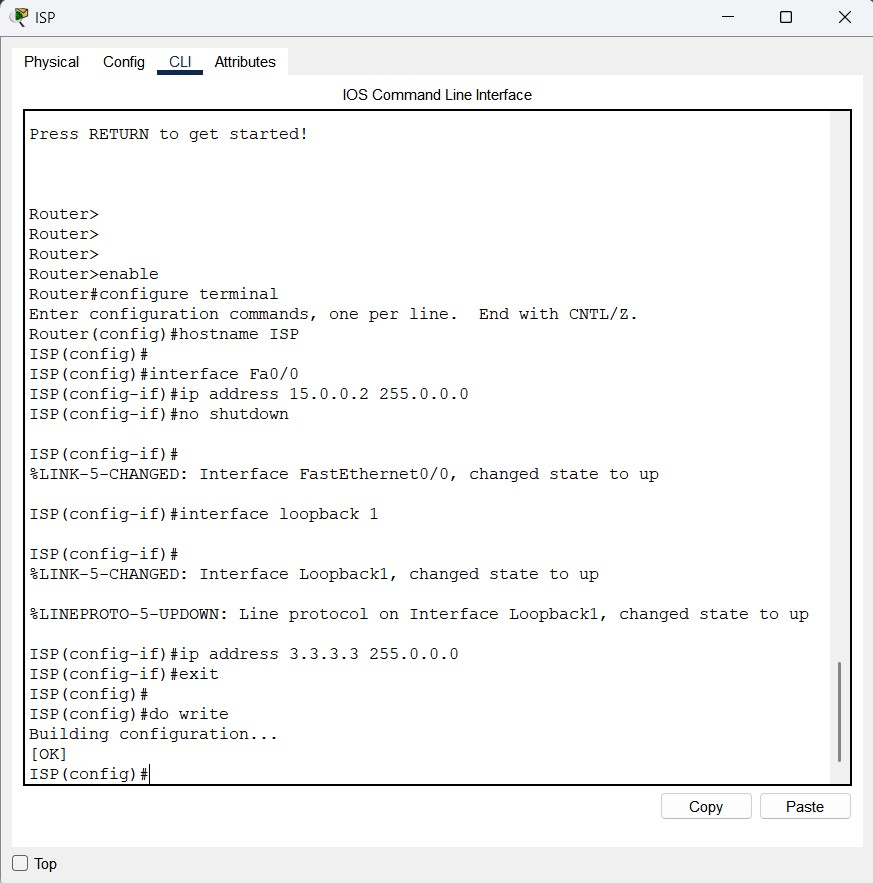 ISP
Physical Config CLI Attributes
IOS Command Line Interface
Press RETURN to get started!
Router>
Router>
Router>
Router>enable
Router#configure terminal
Enter configuration commands, one per line.  End with CNTL/Z.
Router(config)#hostname ISP
ISP(config)#
ISP(config)#interface Fa0/0
ISP(config-if)#ip address 15.0.0.2 255.0.0.0
ISP(config-if)#no shutdown
ISP(config-if)#
%LINK-5-CHANGED: Interface FastEthernet0/0, changed state to up
ISP(config-if)#interface loopback 1
ISP(config-if)#
%LINK-5-CHANGED: Interface Loopback1, changed state to up
%LINEPROTO-5-UPDOWN: Line protocol on Interface Loopback1, changed state to up
ISP(config-if)#ip address 3.3.3.3 255.0.0.0
ISP(config-if)#exit
ISP(config)#
ISP(config)#do write
Building configuration...
[OK]
ISP(config)#
Copy Paste
Top